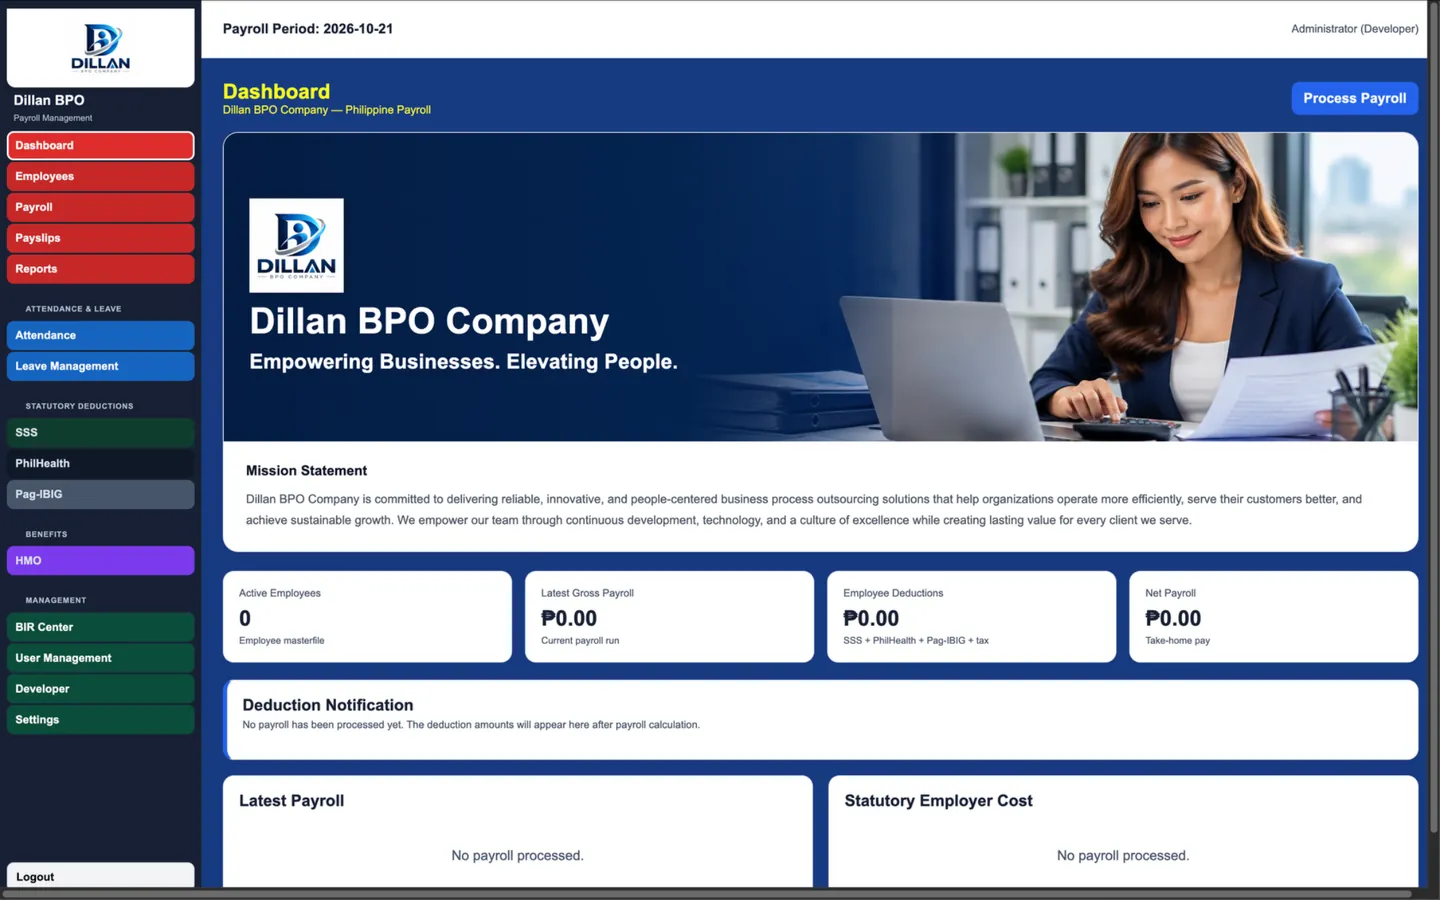 DILLAN
BPO COMPANY
Dillan BPO
Payroll Management
Dashboard
Employees
Payroll
Payslips
Reports
ATTENDANCE & LEAVE
Attendance
Leave Management
STATUTORY DEDUCTIONS
SSS
PhilHealth
Pag-IBIG
BENEFITS
HMO
MANAGEMENT
BIR Center
User Management
Developer
Settings
Logout
Payroll Period: 2026-10-21
Administrator (Developer)
Dashboard
Dillan BPO Company — Philippine Payroll
Process Payroll
DILLAN
BPO COMPANY
Dillan BPO Company
Empowering Businesses. Elevating People.
Mission Statement
Dillan BPO Company is committed to delivering reliable, innovative, and people-centered business process outsourcing solutions that help organizations operate more efficiently, serve their customers better, and
achieve sustainable growth. We empower our team through continuous development, technology, and a culture of excellence while creating lasting value for every client we serve.
Active Employees
0
Employee masterfile
Latest Gross Payroll
₱0.00
Current payroll run
Employee Deductions
₱0.00
SSS + PhilHealth + Pag-IBIG + tax
Net Payroll
₱0.00
Take-home pay
Deduction Notification
No payroll has been processed yet. The deduction amounts will appear here after payroll calculation.
Latest Payroll
No payroll processed.
Statutory Employer Cost
No payroll processed.